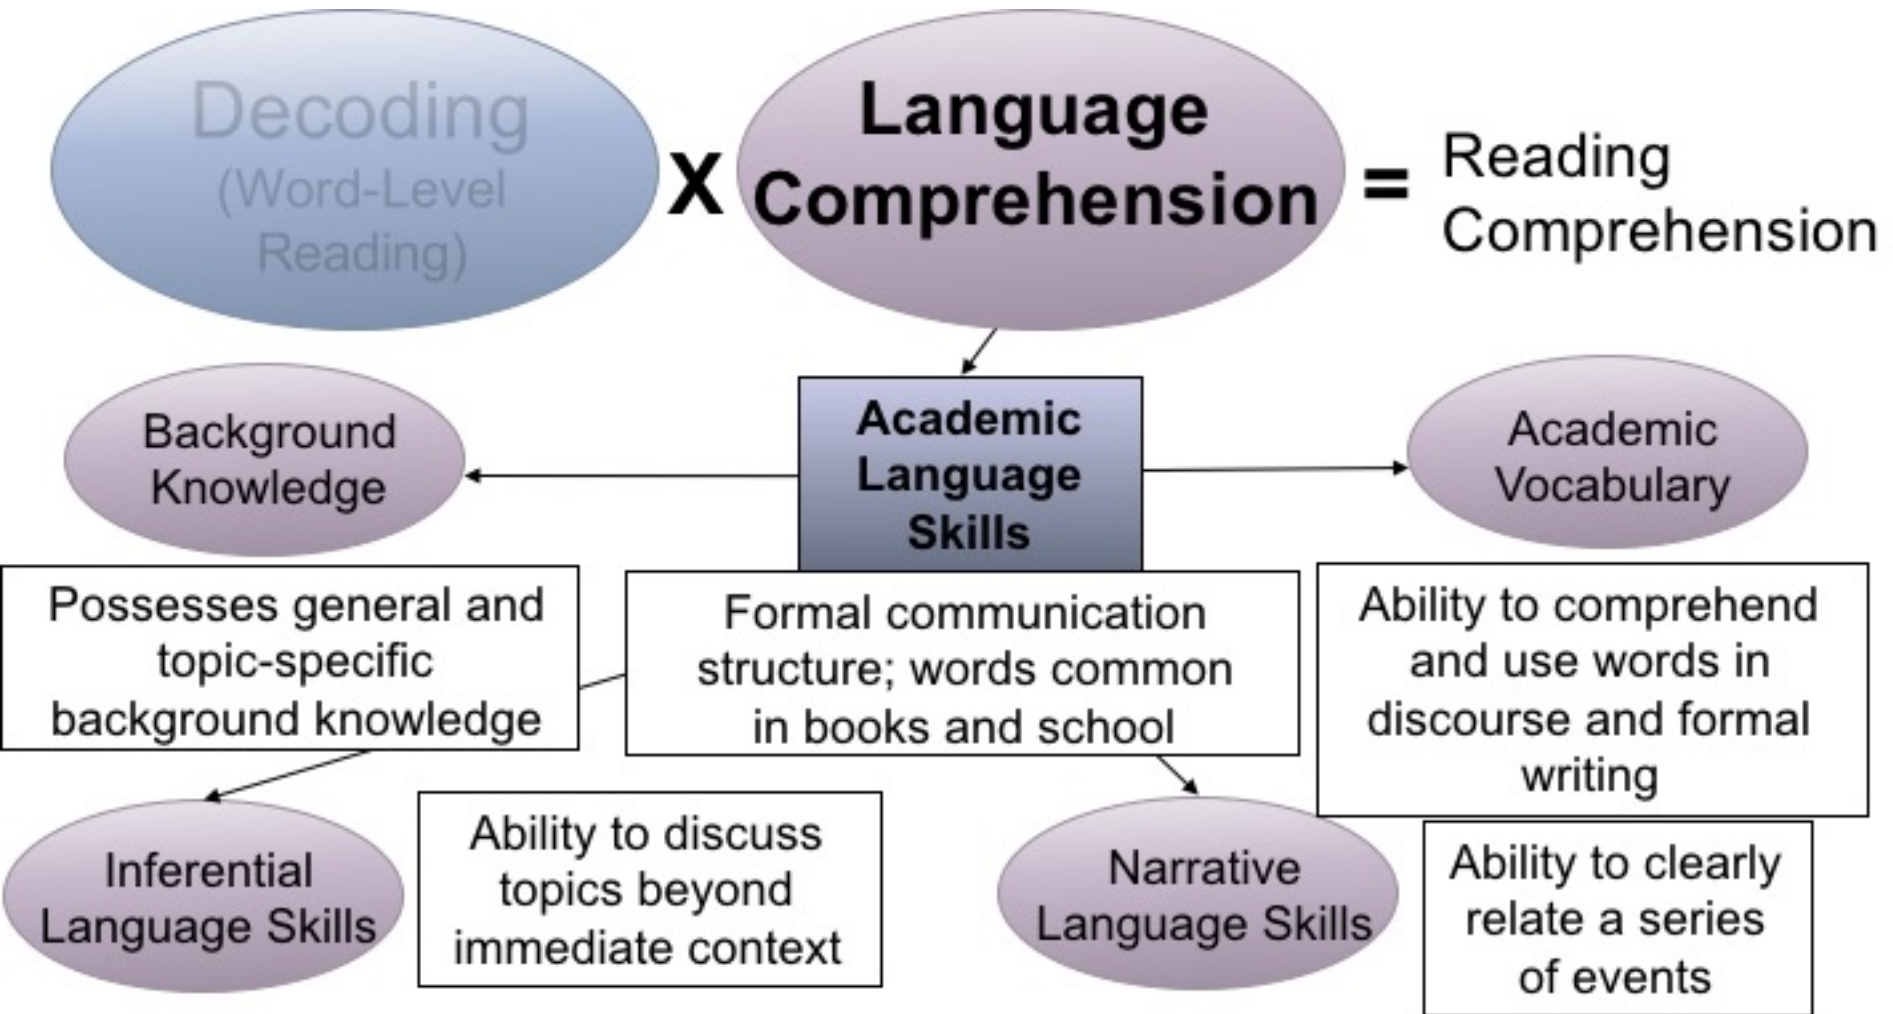 Decoding
(Word-Level
Reading)
X
Language
Comprehension
=
Reading
Comprehension
Background
Knowledge
Academic
Language
Skills
Academic
Vocabulary
Possesses general and
topic-specific
background knowledge
Formal communication
structure; words common
in books and school
Ability to comprehend
and use words in
discourse and formal
writing
Inferential
Language Skills
Ability to discuss
topics beyond
immediate context
Narrative
Language Skills
Ability to clearly
relate a series
of events